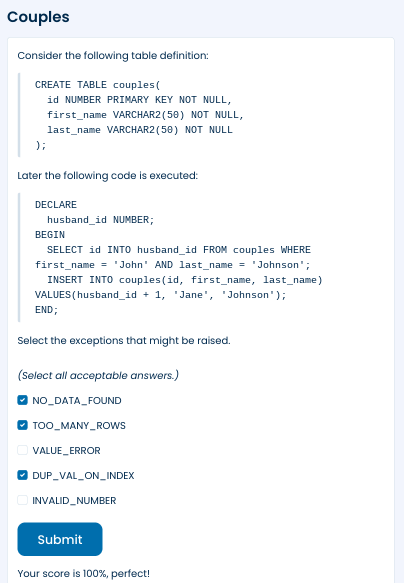 Couples
Consider the following table definition:
CREATE TABLE couples(
  id NUMBER PRIMARY KEY NOT NULL,
  first_name VARCHAR2(50) NOT NULL,
  last_name VARCHAR2(50) NOT NULL
);
Later the following code is executed:
DECLARE
  husband_id NUMBER;
BEGIN
  SELECT id INTO husband_id FROM couples WHERE
first_name = 'John' AND last_name = 'Johnson';
  INSERT INTO couples(id, first_name, last_name)
VALUES(husband_id + 1, 'Jane', 'Johnson');
END;
Select the exceptions that might be raised.
(Select all acceptable answers.)
NO_DATA_FOUND
TOO_MANY_ROWS
VALUE_ERROR
DUP_VAL_ON_INDEX
INVALID_NUMBER
Submit
Your score is 100%, perfect!